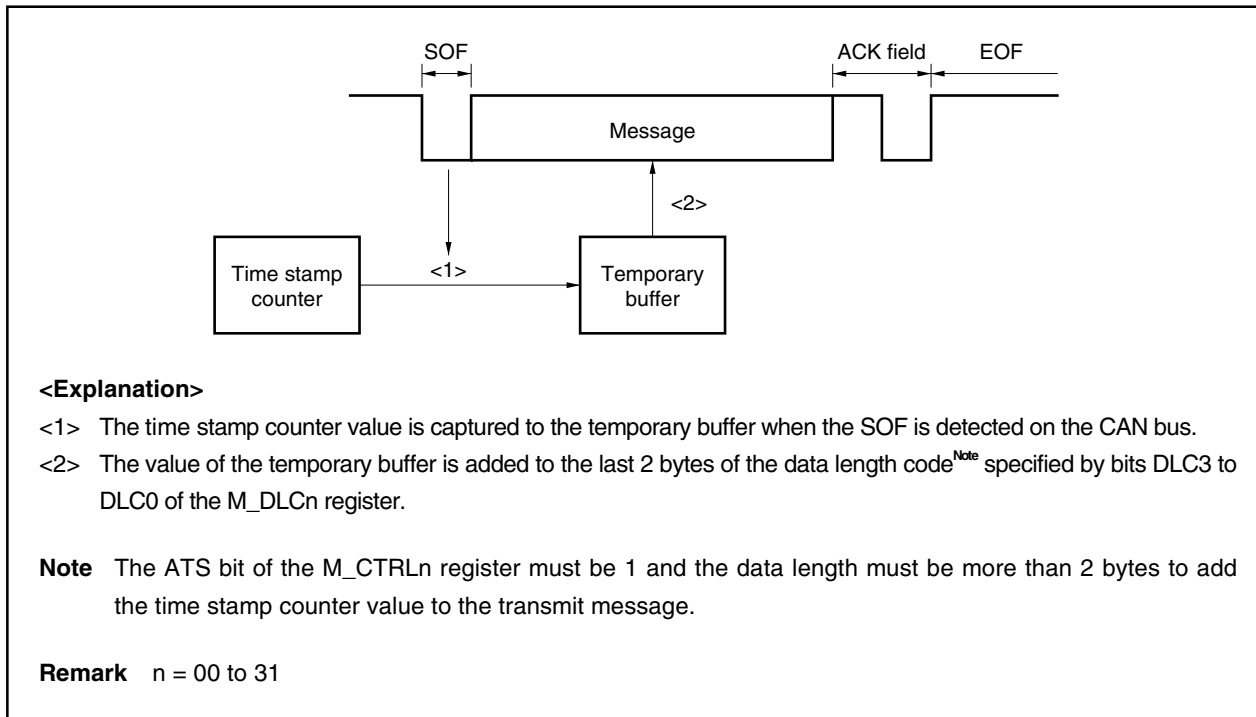 SOF
ACK field
EOF
Message
<2>
Time stamp
counter
<1>
Temporary
buffer
<Explanation>
<1> The time stamp counter value is captured to the temporary buffer when the SOF is detected on the CAN bus.
<2> The value of the temporary buffer is added to the last 2 bytes of the data length code Note specified by bits DLC3 to
DLC0 of the M_DLCn register.
Note The ATS bit of the M_CTRLn register must be 1 and the data length must be more than 2 bytes to add
the time stamp counter value to the transmit message.
Remark n = 00 to 31